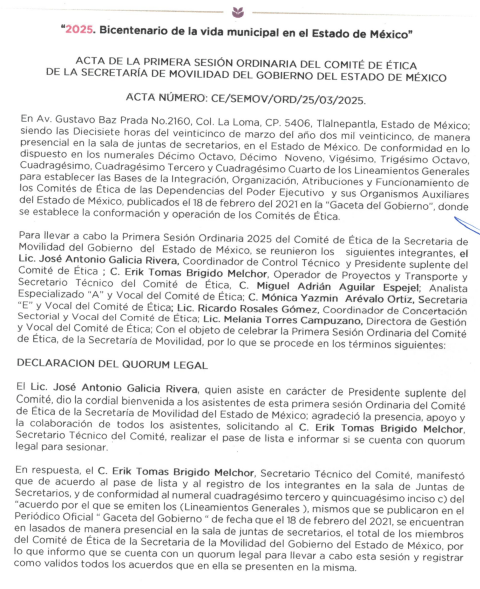 "2025. Bicentenario de la vida municipal en el Estado de México"
ACTA DE LA PRIMERA SESIÓN ORDINARIA DEL COMITÉ DE ÉTICA
DE LA SECRETARÍA DE MOVILIDAD DEL GOBIERNO DEL ESTADO DE MÉXICO
ACTA NÚMERO: CE/SEMOV/ORD/25/03/2025.
En Av. Gustavo Baz Prada No.2160, Col. La Loma, CP. 5406, Tlalnepantla, Estado de México;
siendo las Diecisiete horas del veinticinco de marzo del año dos mil veinticinco, de manera
presencial en la sala de juntas de secretarios, en el Estado de México. De conformidad en lo
dispuesto en los numerales Décimo Octavo, Décimo Noveno, Vigésimo, Trigésimo Octavo,
Cuadragésimo, Cuadragésimo Tercero y Cuadragésimo Cuarto de los Lineamientos Generales
para establecer las Bases de la Integración, Organización, Atribuciones y Funcionamiento de
los Comités de Ética de las Dependencias del Poder Ejecutivo y sus Organismos Auxiliares
del Estado de México, publicados el 18 de febrero del 2021 en la "Gaceta del Gobierno", donde
se establece la conformación y operación de los Comités de Ética.
Para llevar a cabo la Primera Sesión Ordinaria 2025 del Comité de Ética de la Secretaria de
Movilidad del Gobierno del Estado de México, se reunieron los siguientes integrantes, el
Lic. José Antonio Galicia Rivera, Coordinador de Control Técnico y Presidente suplente del
Comité de Ética ; C. Erik Tomas Brigido Melchor, Operador de Proyectos y Transporte y
Secretario Técnico del Comité de Ética, C. Miguel Adrián Aguilar Espejel; Analista
Especializado "A" y Vocal del Comité de Ética; C. Mónica Yazmin Arévalo Ortiz, Secretaria
"E" y Vocal del Comité de Ética; Lic. Ricardo Rosales Gómez, Coordinador de Concertación
Sectorial y Vocal del Comité de Ética; Lic. Melania Torres Campuzano, Directora de Gestión
y Vocal del Comité de Ética; Con el objeto de celebrar la Primera Sesión Ordinaria del Comité
de Ética, de la Secretaría de Movilidad, por lo que se procede en los términos siguientes:
DECLARACION DEL QUORUM LEGAL
El Lic. José Antonio Galicia Rivera, quien asiste en carácter de Presidente suplente del
Comité, dio la cordial bienvenida a los asistentes de esta primera sesión Ordinaria del Comité
de Ética de la Secretaría de Movilidad del Estado de México; agradeció la presencia, apoyo y
la colaboración de todos los asistentes, solicitando al C. Erik Tomas Brigido Melchor,
Secretario Técnico del Comité, realizar el pase de lista e informar si se cuenta con quorum
legal para sesionar.
En respuesta, el C. Erik Tomas Brigido Melchor, Secretario Técnico del Comité, manifestó
que de acuerdo al pase de lista y al registro de los integrantes en la sala de Juntas de
Secretarios, y de conformidad al numeral cuadragésimo tercero y quincuagésimo inciso c) del
"acuerdo por el que se emiten los (Lineamientos Generales ), mismos que se publicaron en el
Periódico Oficial " Gaceta del Gobierno " de fecha que el 18 de febrero del 2021, se encuentran
en lasados de manera presencial en la sala de juntas de secretarios, el total de los miembros
del Comité de Ética de la Secretaria de la Movilidad del Gobierno del Estado de México, por
lo que informo que se cuenta con un quorum legal para llevar a cabo esta sesión y registrar
como validos todos los acuerdos que en ella se presenten en la misma.